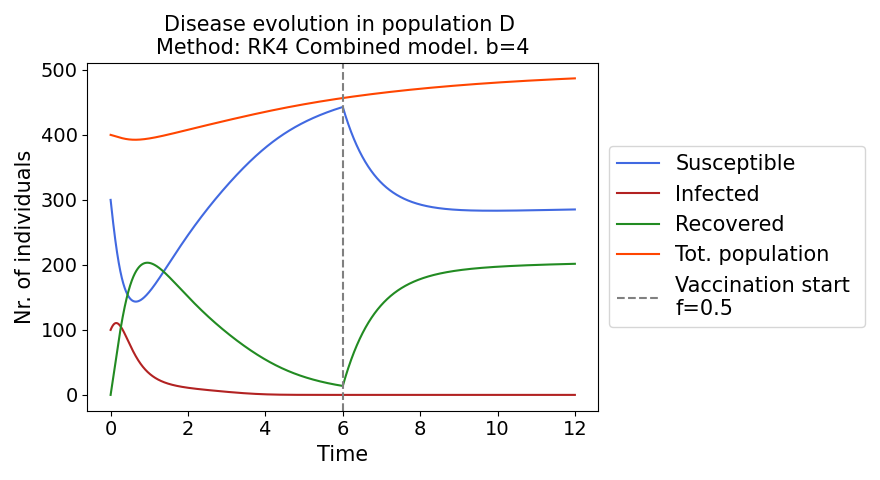 Disease evolution in population D
Method: RK4 Combined model. b=4
Nr. of individuals
500
400
300
200
100
0
0 2 4 6 8 10 12
Time
Susceptible
Infected
Recovered
Tot. population
Vaccination start
f=0.5